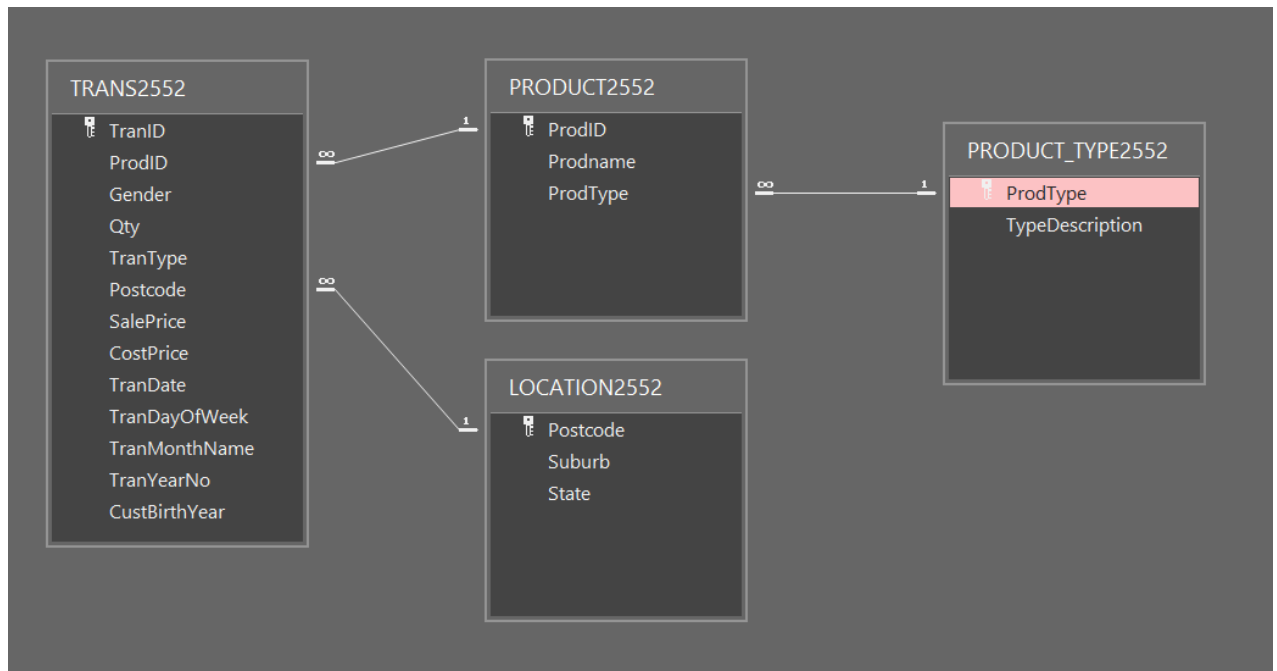 TRANS2552
TranID
ProdID
Gender
Qty
TranType
Postcode
SalePrice
CostPrice
TranDate
TranDayOfWeek
TranMonthName
TranYearNo
CustBirthYear
∞
1
∞
1
PRODUCT2552
ProdID
Prodname
ProdType
∞
1
LOCATION2552
Postcode
Suburb
State
PRODUCT_TYPE2552
ProdType
TypeDescription